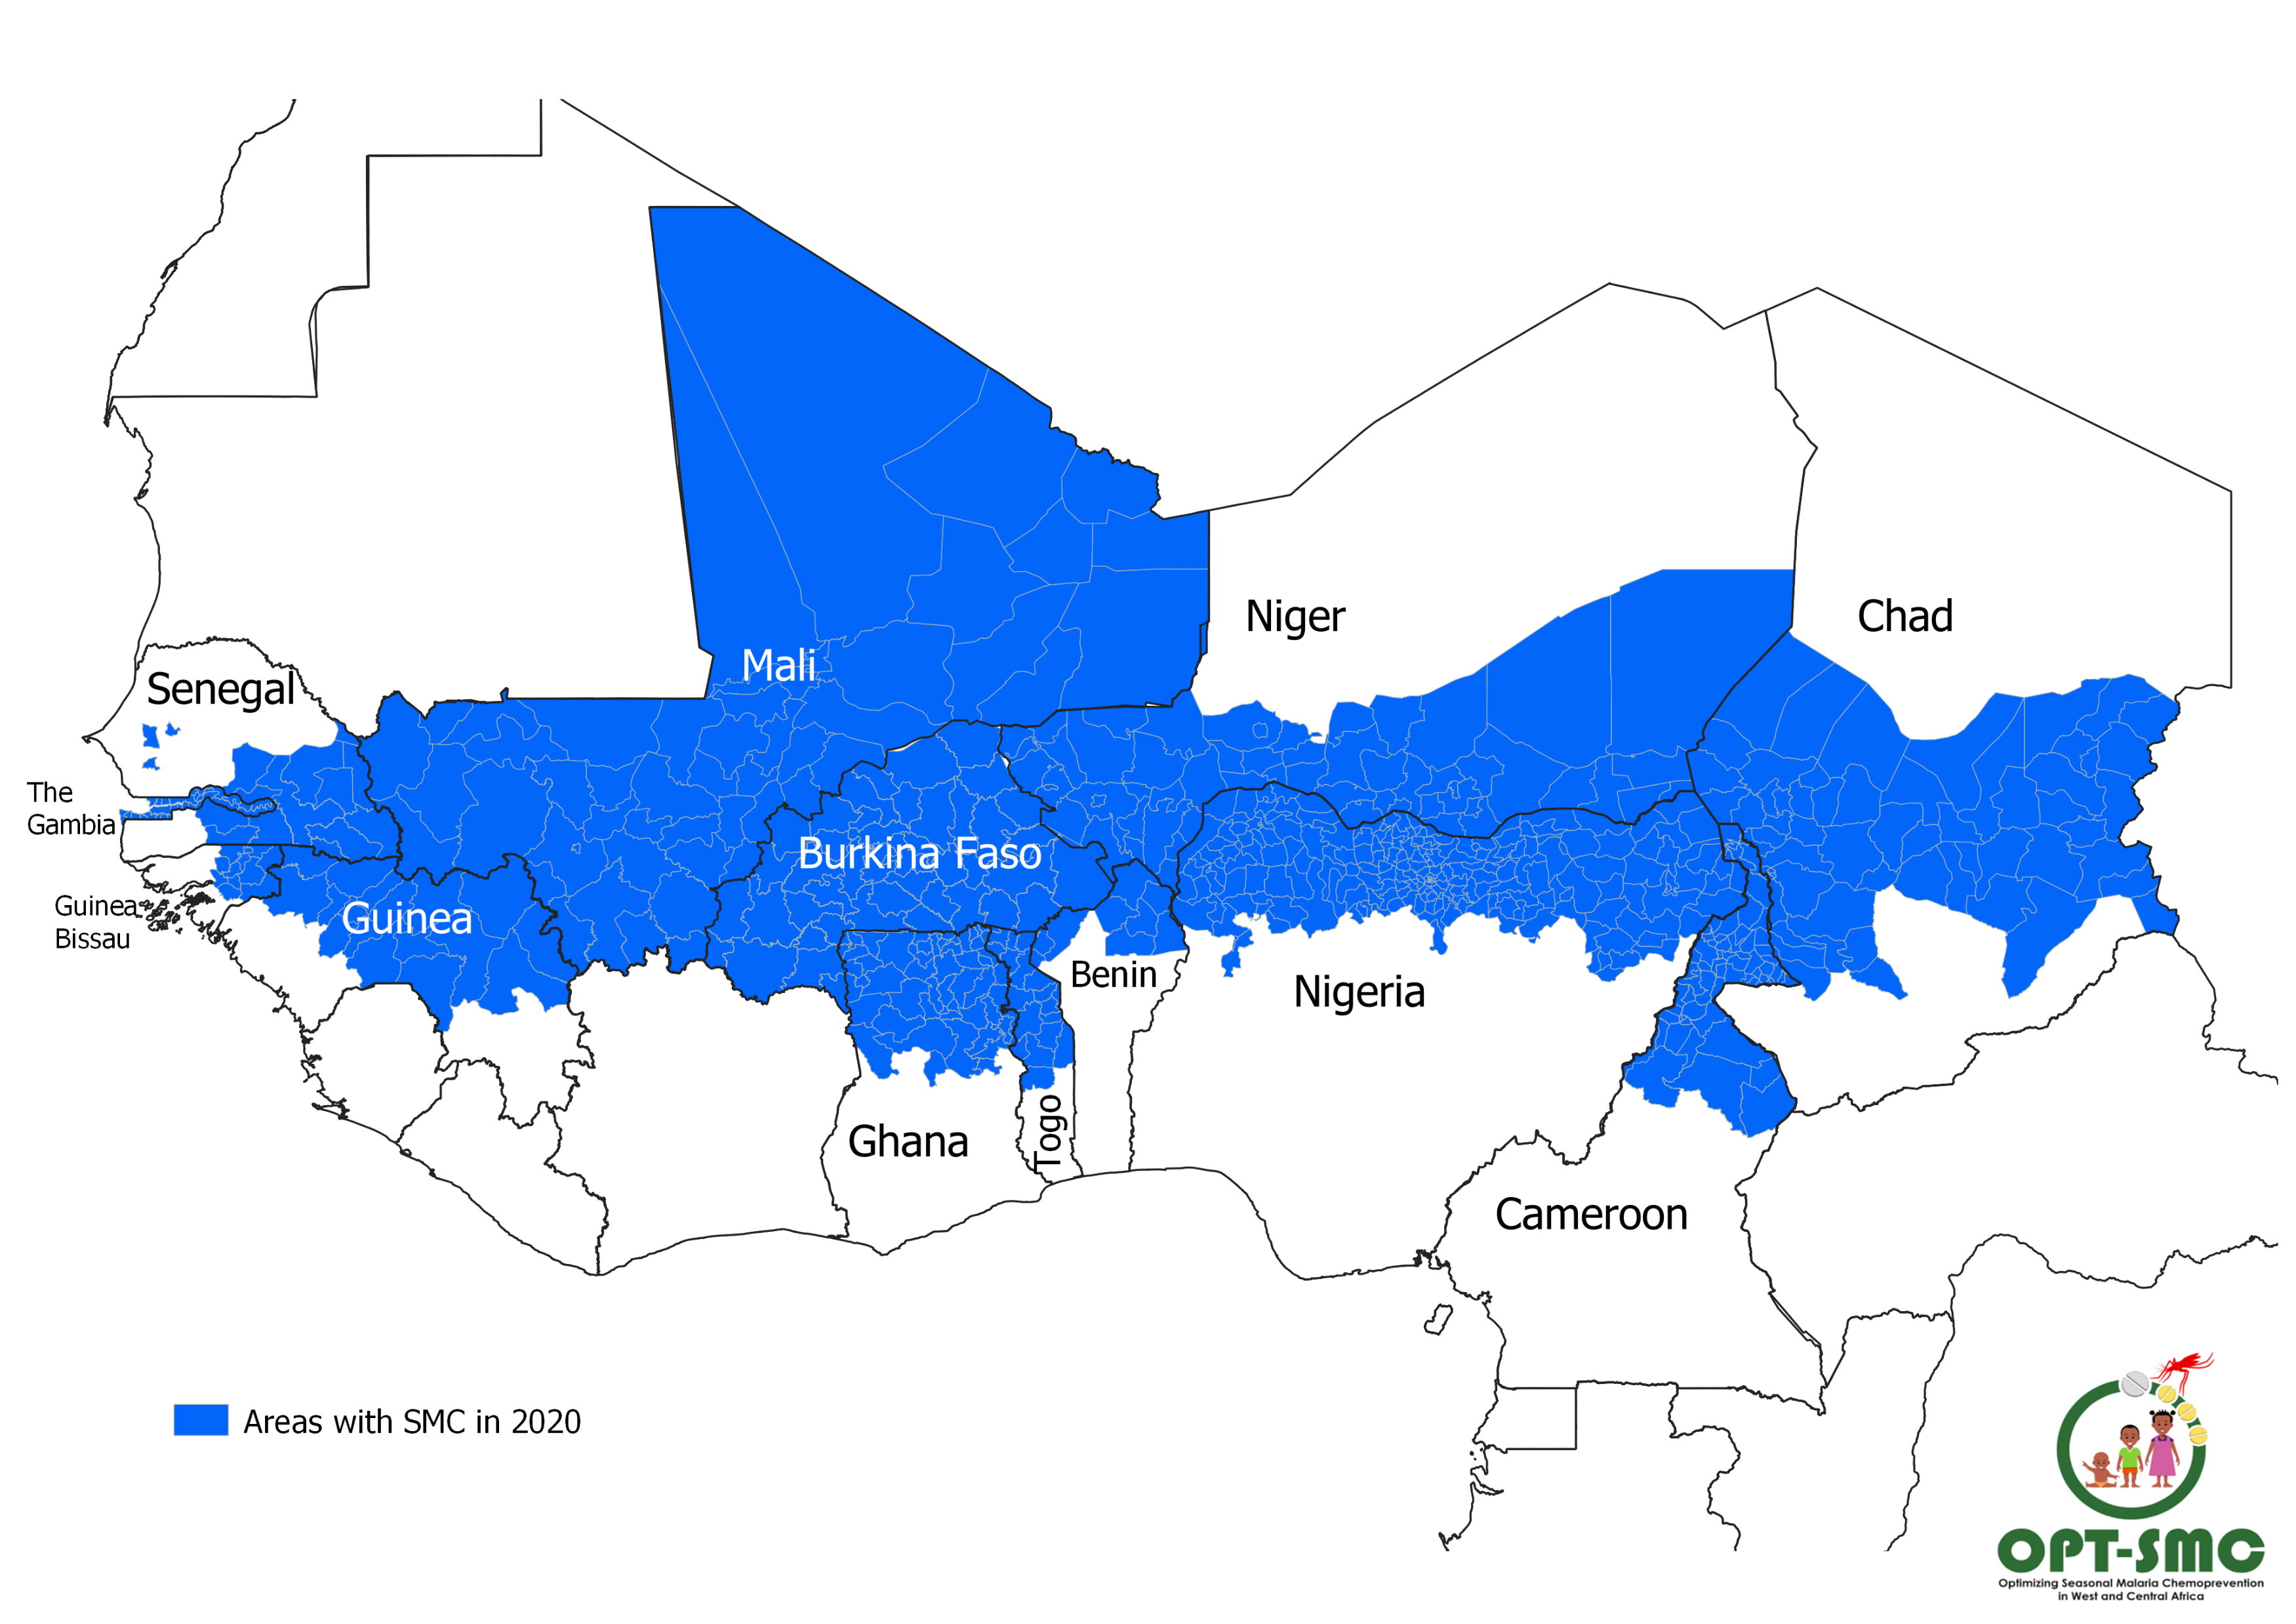 Niger
Chad
Mali
Senegal
The
Gambia
Burkina Faso
Guinea
Guinea
Bissau
Benin
Nigeria
Togo
Ghana
Cameroon
Areas with SMC in 2020
OPT-SMC
Optimizing Seasonal Malaria Chemoprevention
in West and Central Africa